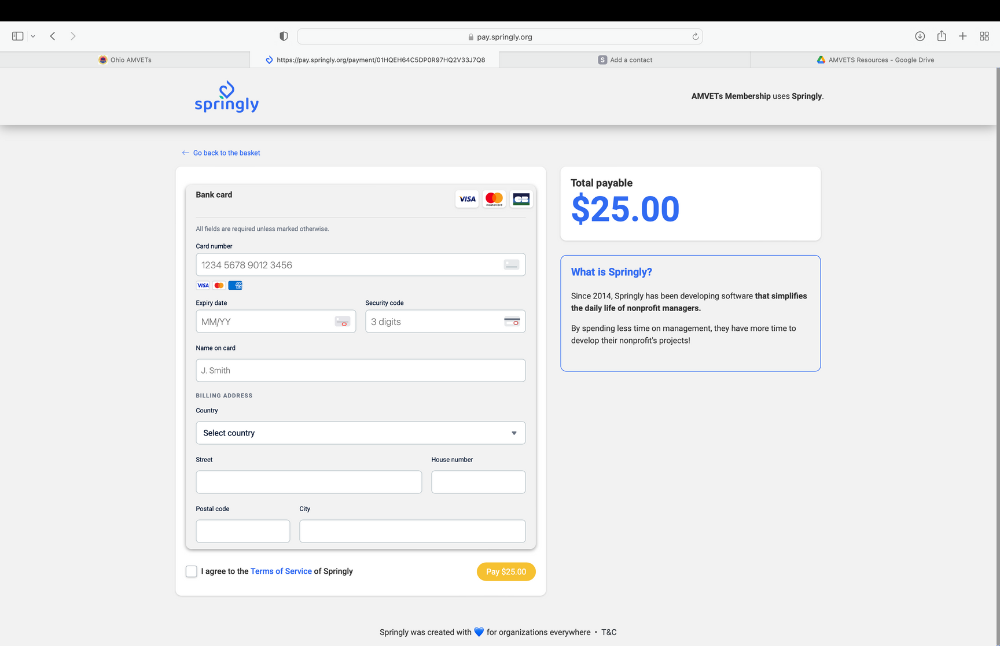 pay.springly.org
Ohio AMVETs
https://pay.springly.org/payment/01HQEH64C5DP0R97HQ2V33J7Q8
S Add a contact
AMVETS Resources - Google Drive
springly
AMVETs Membership uses Springly.
← Go back to the basket
Bank card
VISA
mastercard
CB
All fields are required unless marked otherwise.
Card number
1234 5678 9012 3456
VISA
AM
EX
Expiry date
Security code
MM/YY
3 digits
Name on card
J. Smith
BILLING ADDRESS
Country
Select country
Street
House number
Postal code
City
I agree to the Terms of Service of Springly
Pay $25.00
Total payable
$25.00
What is Springly?
Since 2014, Springly has been developing software that simplifies
the daily life of nonprofit managers.
By spending less time on management, they have more time to
develop their nonprofit's projects!
Springly was created with 💙 for organizations everywhere • T&C